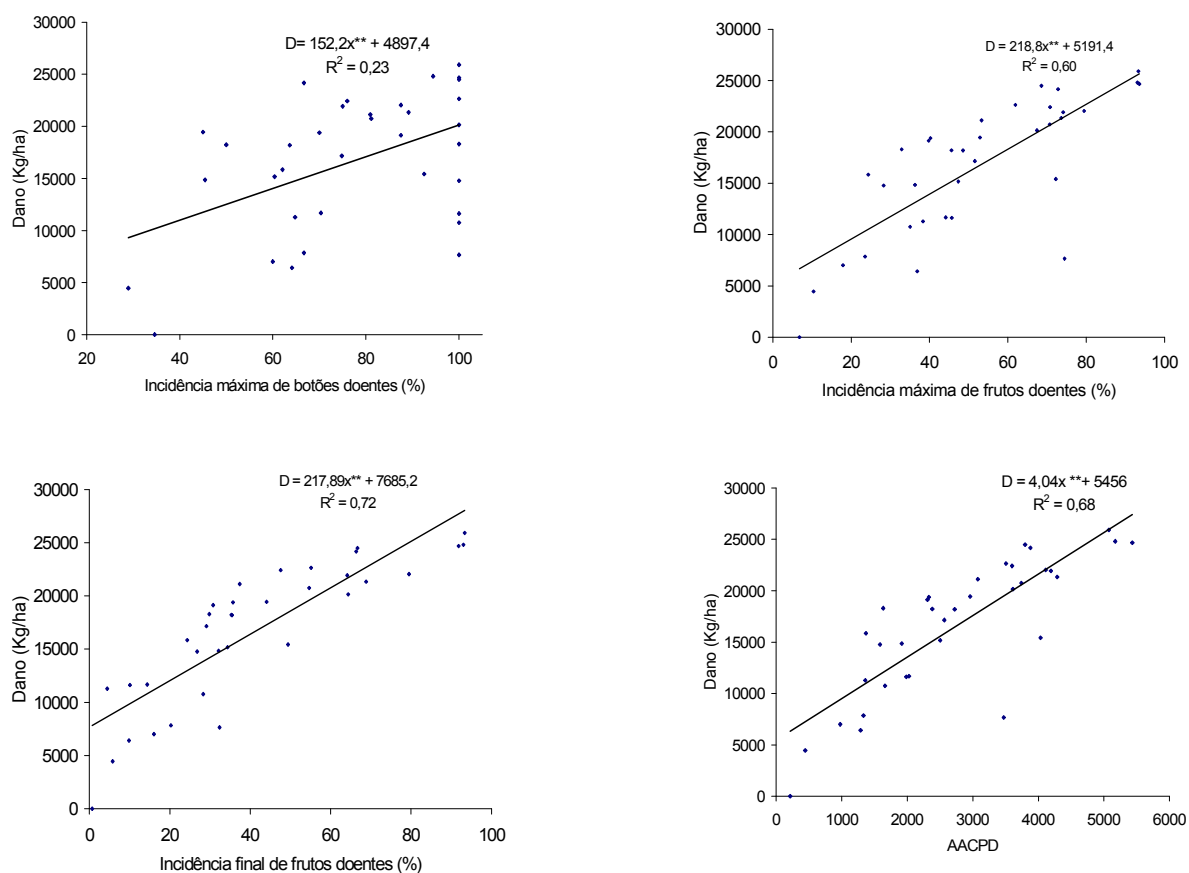 D= 152,2x** + 4897,4
R² = 0,23
30000
25000
20000
15000
10000
5000
0
Dano (Kg/ha)
20 40 60 80 100
Incidência máxima de botões doentes (%)
D = 218,8x** + 5191,4
R² = 0,60
30000
25000
20000
15000
10000
5000
0
Dano (Kg/ha)
0 20 40 60 80 100
Incidência máxima de frutos doentes (%)
D = 217,89x** + 7685,2
R² = 0,72
30000
25000
20000
15000
10000
5000
0
Dano (Kg/ha)
0 20 40 60 80 100
Incidência final de frutos doentes (%)
D = 4,04x **+ 5456
R² = 0,68
30000
25000
20000
15000
10000
5000
0
Dano (Kg/ha)
0 1000 2000 3000 4000 5000 6000
AACPD